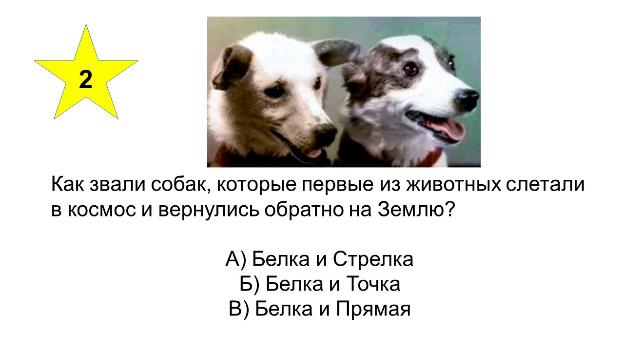 2
Как звали собак, которые первые из животных слетали
в космос и вернулись обратно на Землю?
А) Белка и Стрелка
Б) Белка и Точка
В) Белка и Прямая